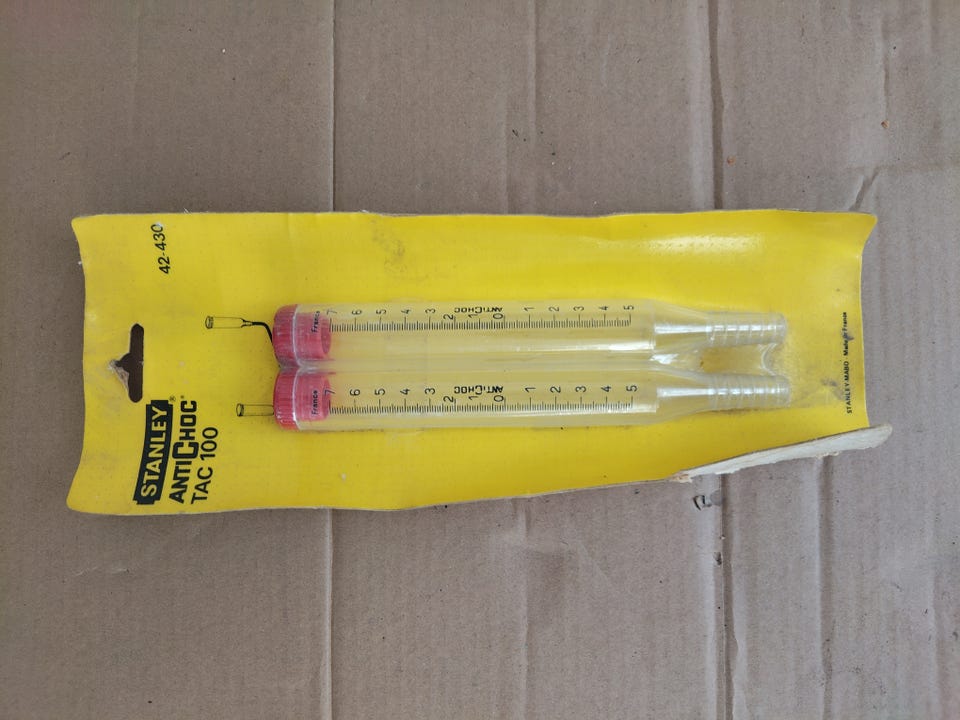 42-430
STANLEY®
ANTICHOC®
TAC 100
France
7 6 5 4 3 2 1 0 1 2 3 4 5
ANTICHOC
France
7 6 5 4 3 2 1 0 1 2 3 4 5
ANTICHOC
STANLEY MABO Made in France